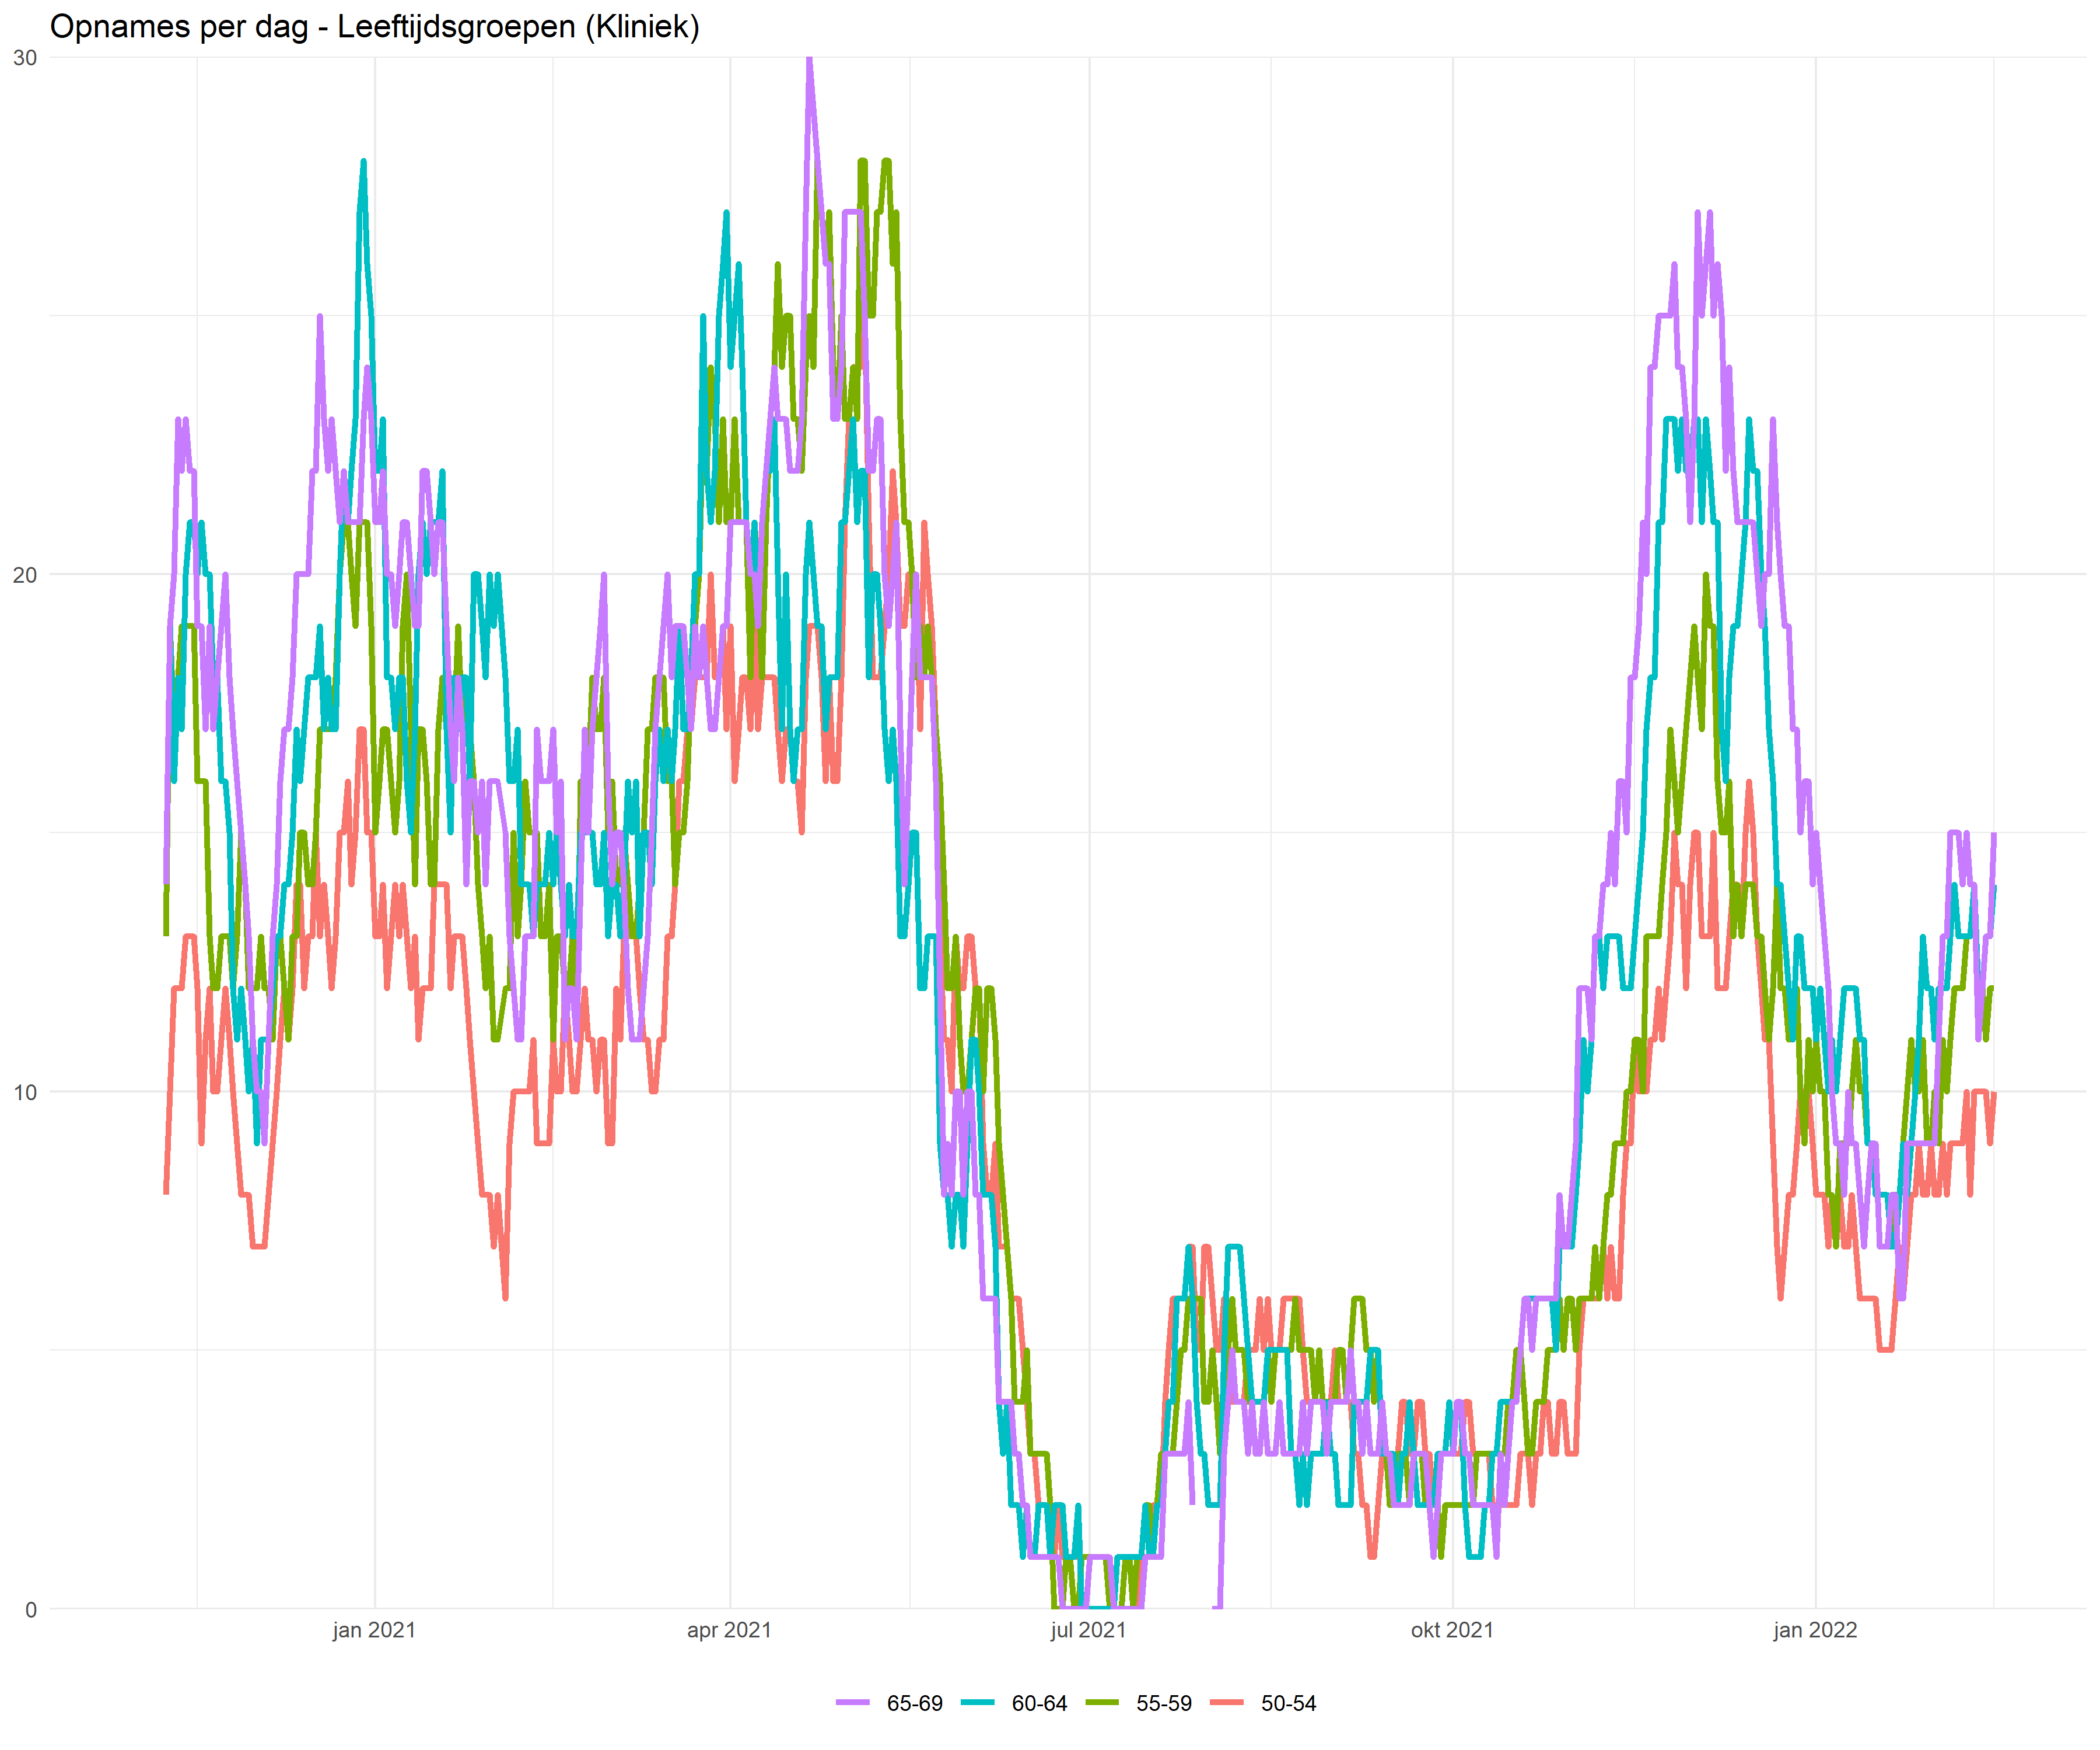 Opnames per dag - Leeftijdsgroepen (Kliniek)
30
20
10
0
jan 2021 apr 2021 jul 2021 okt 2021 jan 2022
65-69 60-64 55-59 50-54